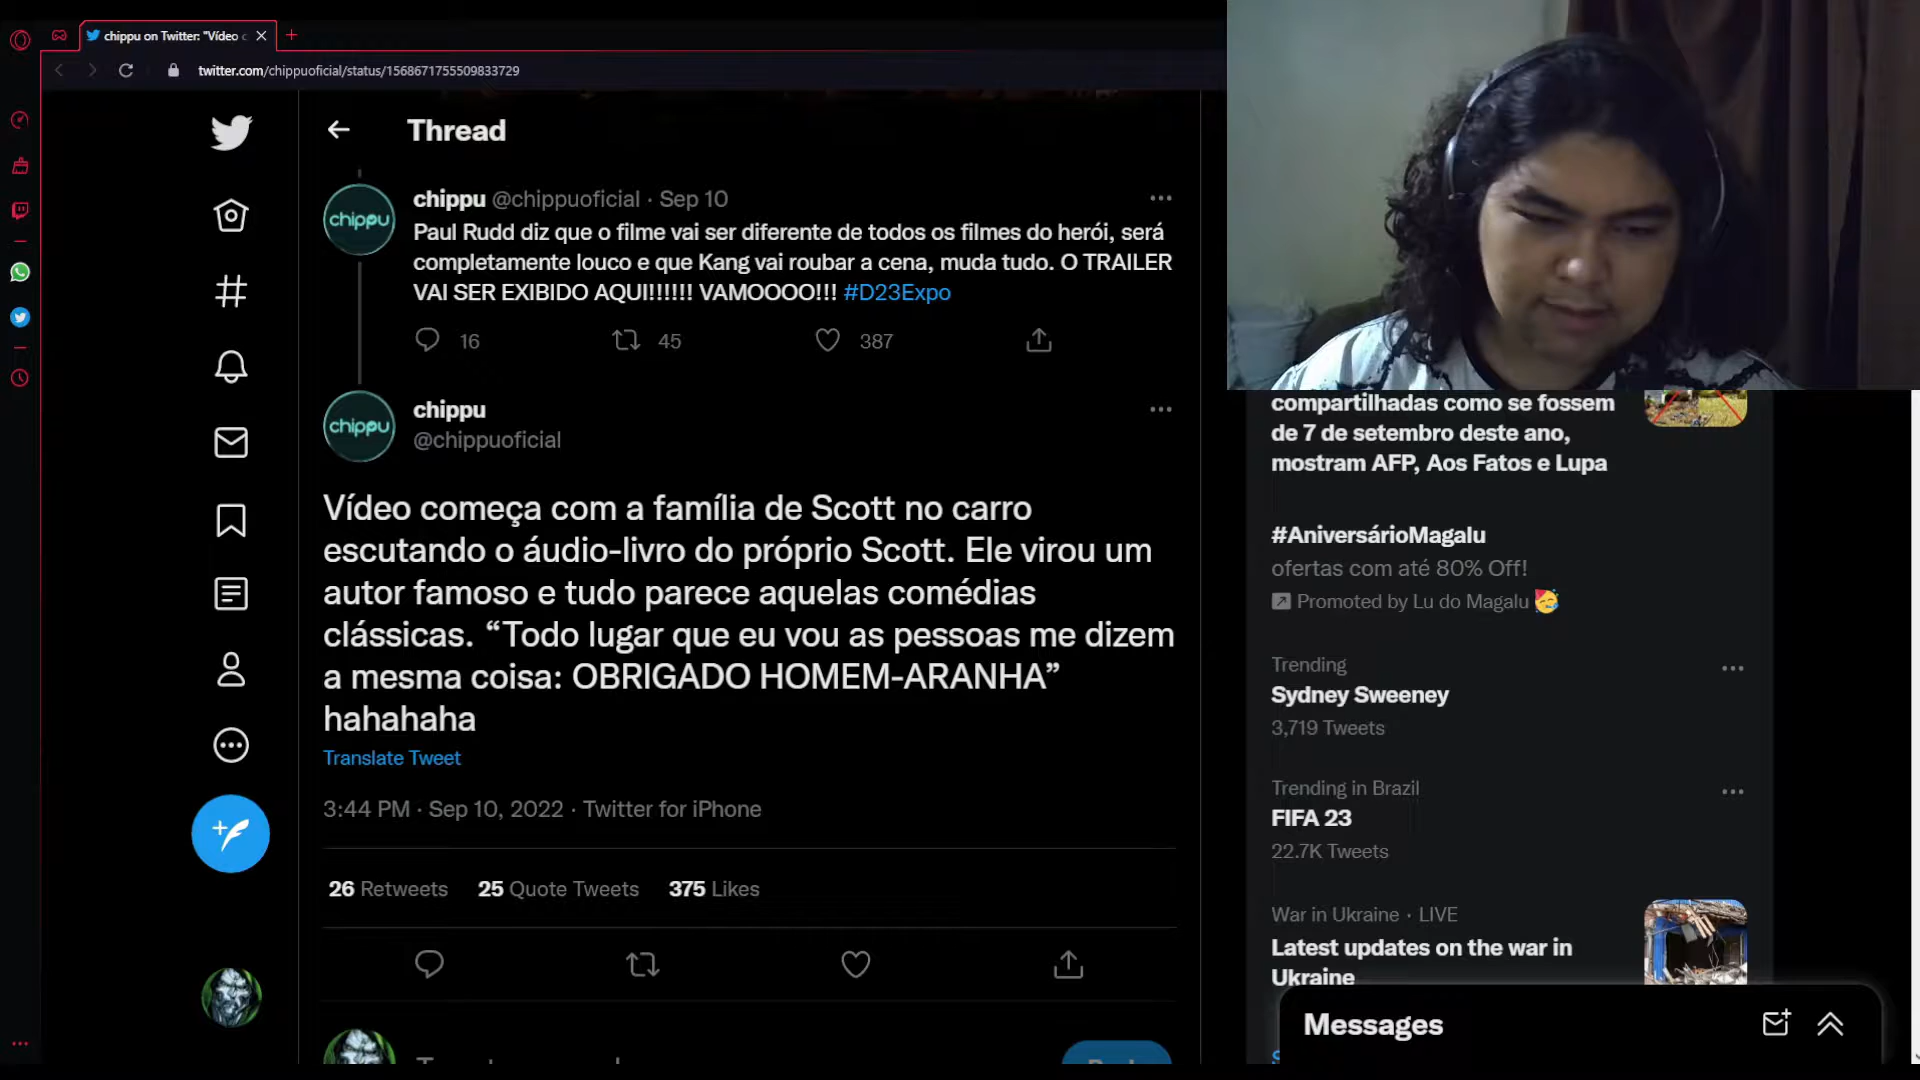 chippu on Twitter: "Vídeo c
twitter.com/chippuoficial/status/1568671755509833729
Thread
chippu @chippuoficial · Sep 10
chippu
Paul Rudd diz que o filme vai ser diferente de todos os filmes do herói, será
completamente louco e que Kang vai roubar a cena, muda tudo. O TRAILER
VAI SER EXIBIDO AQUI!!!!!! VAMOOOO!!! #D23Expo
16 45 387
chippu
chippu
@chippuoficial
Vídeo começa com a família de Scott no carro
escutando o áudio-livro do próprio Scott. Ele virou um
autor famoso e tudo parece aquelas comédias
clássicas. “Todo lugar que eu vou as pessoas me dizem
a mesma coisa: OBRIGADO HOMEM-ARANHA”
hahahaha
Translate Tweet
3:44 PM · Sep 10, 2022 · Twitter for iPhone
26 Retweets 25 Quote Tweets 375 Likes
compartilhadas como se fossem
de 7 de setembro deste ano,
mostram AFP, Aos Fatos e Lupa
#AniversárioMagalu
ofertas com até 80% Off!
Promoted by Lu do Magalu 🥳
Trending
Sydney Sweeney
3,719 Tweets
Trending in Brazil
FIFA 23
22.7K Tweets
War in Ukraine · LIVE
Latest updates on the war in
Ukraine
Messages